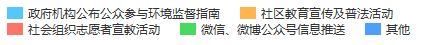 政府机构公布公众参与环境监督指南 社区教育宣传及普法活动
社会组织志愿者宣教活动 微信、微博公众号信息推送 其他